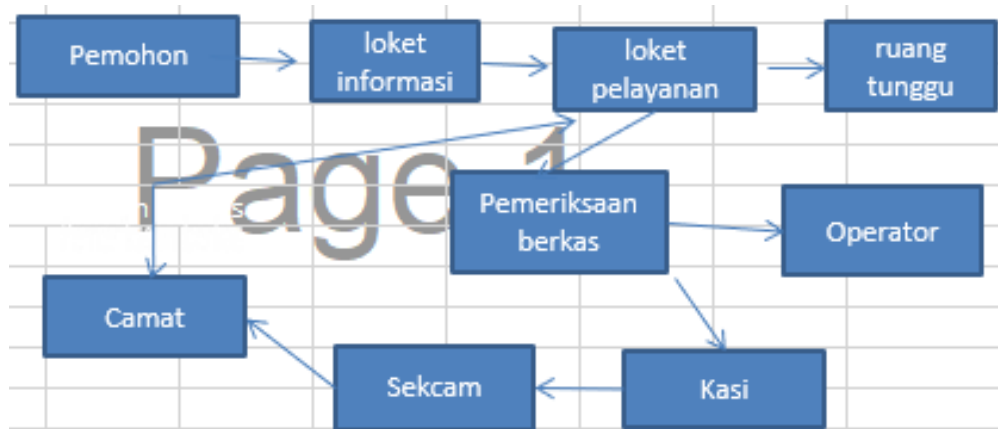 Pemohon
loket
informasi
loket
pelayanan
ruang
tunggu
Page 1
Pemeriksaan
berkas
Operator
Camat
Sekcam
Kasi